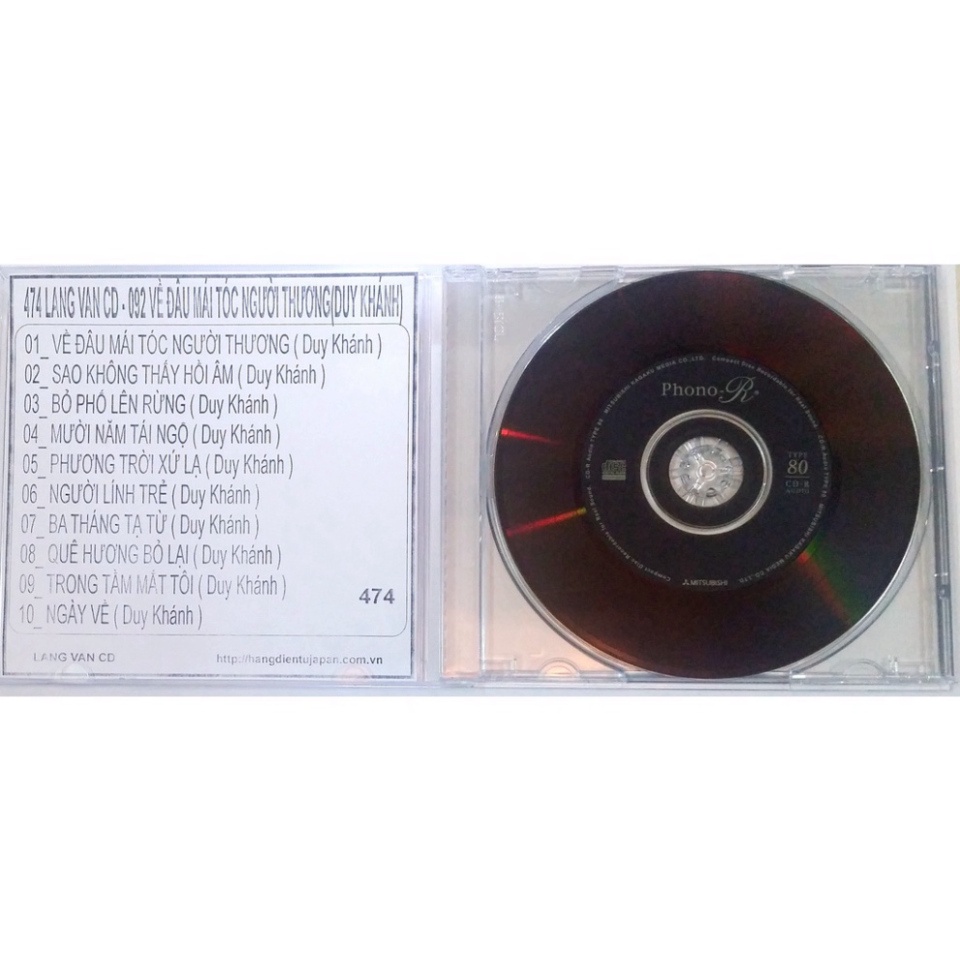 474 LANG VAN CD - 092 VỀ ĐÂU MÁI TÓC NGƯỜI THƯƠNG(DUY KHÁNH)
01_ VỀ ĐÂU MÁI TÓC NGƯỜI THƯƠNG ( Duy Khánh )
02_ SAO KHÔNG THẤY HỒI ÂM ( Duy Khánh )
03_ BỎ PHỐ LÊN RỪNG ( Duy Khánh )
04_ MƯỜI NĂM TÁI NGỘ ( Duy Khánh )
05_ PHƯƠNG TRỜI XỨ LẠ ( Duy Khánh )
06_ NGƯỜI LÍNH TRẺ ( Duy Khánh )
07_ BA THÁNG TẠ TỪ ( Duy Khánh )
08_ QUÊ HƯƠNG BỎ LẠI ( Duy Khánh )
09_ TRONG TẦM MẮT TÔI ( Duy Khánh )
10_ NGÀY VỀ ( Duy Khánh )
474
LANG VAN CD
http://hangdientujapan.com.vn
Phono-R
TYPE
80
CD-R
MITSUBISHI